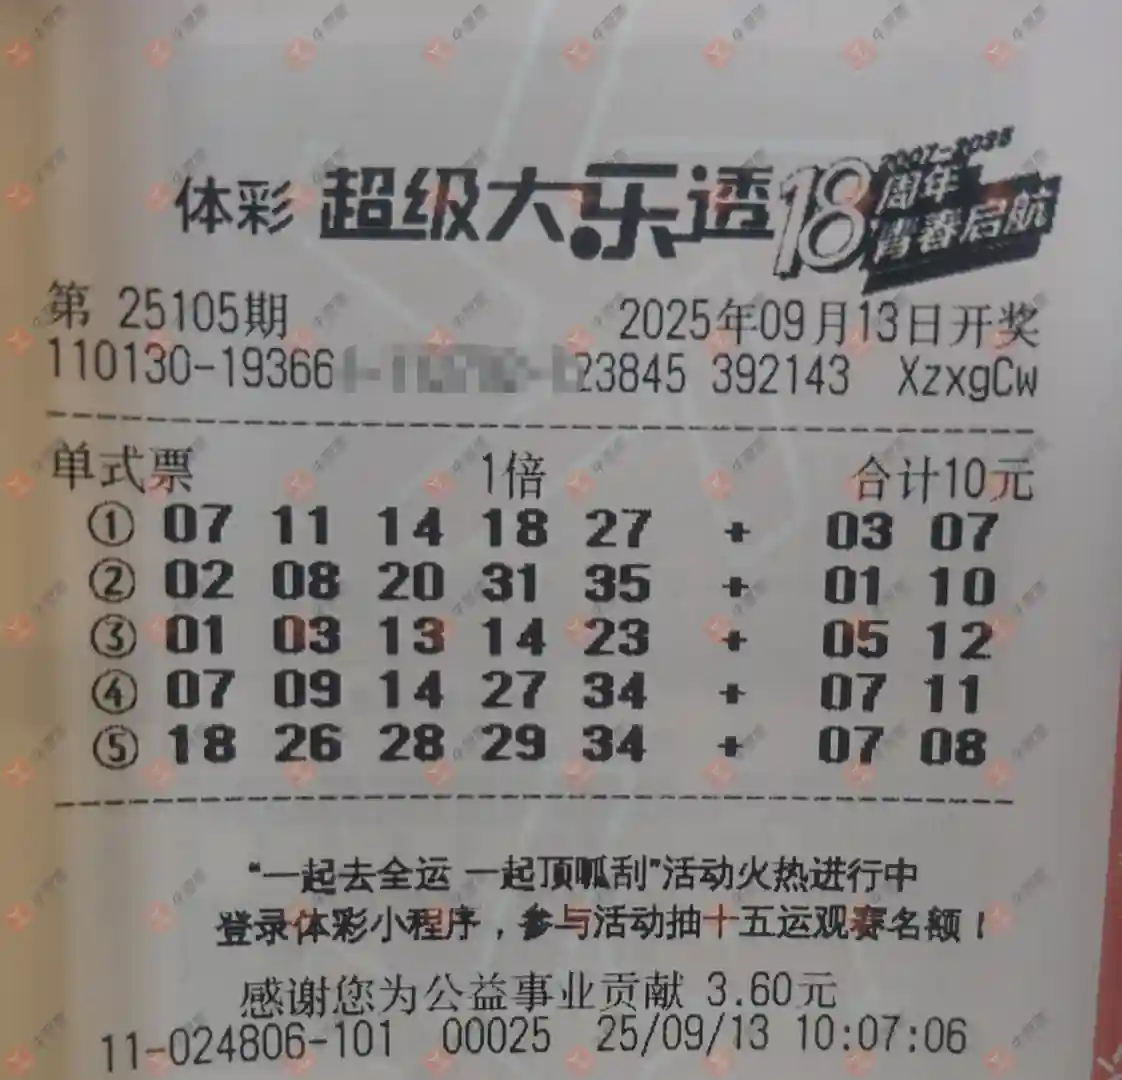 体彩 超级大乐透 18周年 2007-2025 青春启航
第 25105期 2025年09月13日开奖
110130-193661 23845 392143 XzxgCw
单式票 1倍 合计10元
① 07 11 14 18 27 + 03 07
② 02 08 20 31 35 + 01 10
③ 01 03 13 14 23 + 05 12
④ 07 09 14 27 34 + 07 11
⑤ 18 26 28 29 34 + 07 08
“一起去全运 一起顶呱刮”活动火热进行中
登录体彩小程序，参与活动抽十五运观赛名额！
感谢您为公益事业贡献 3.60元
11-024806-101 00025 25/09/13 10:07:06